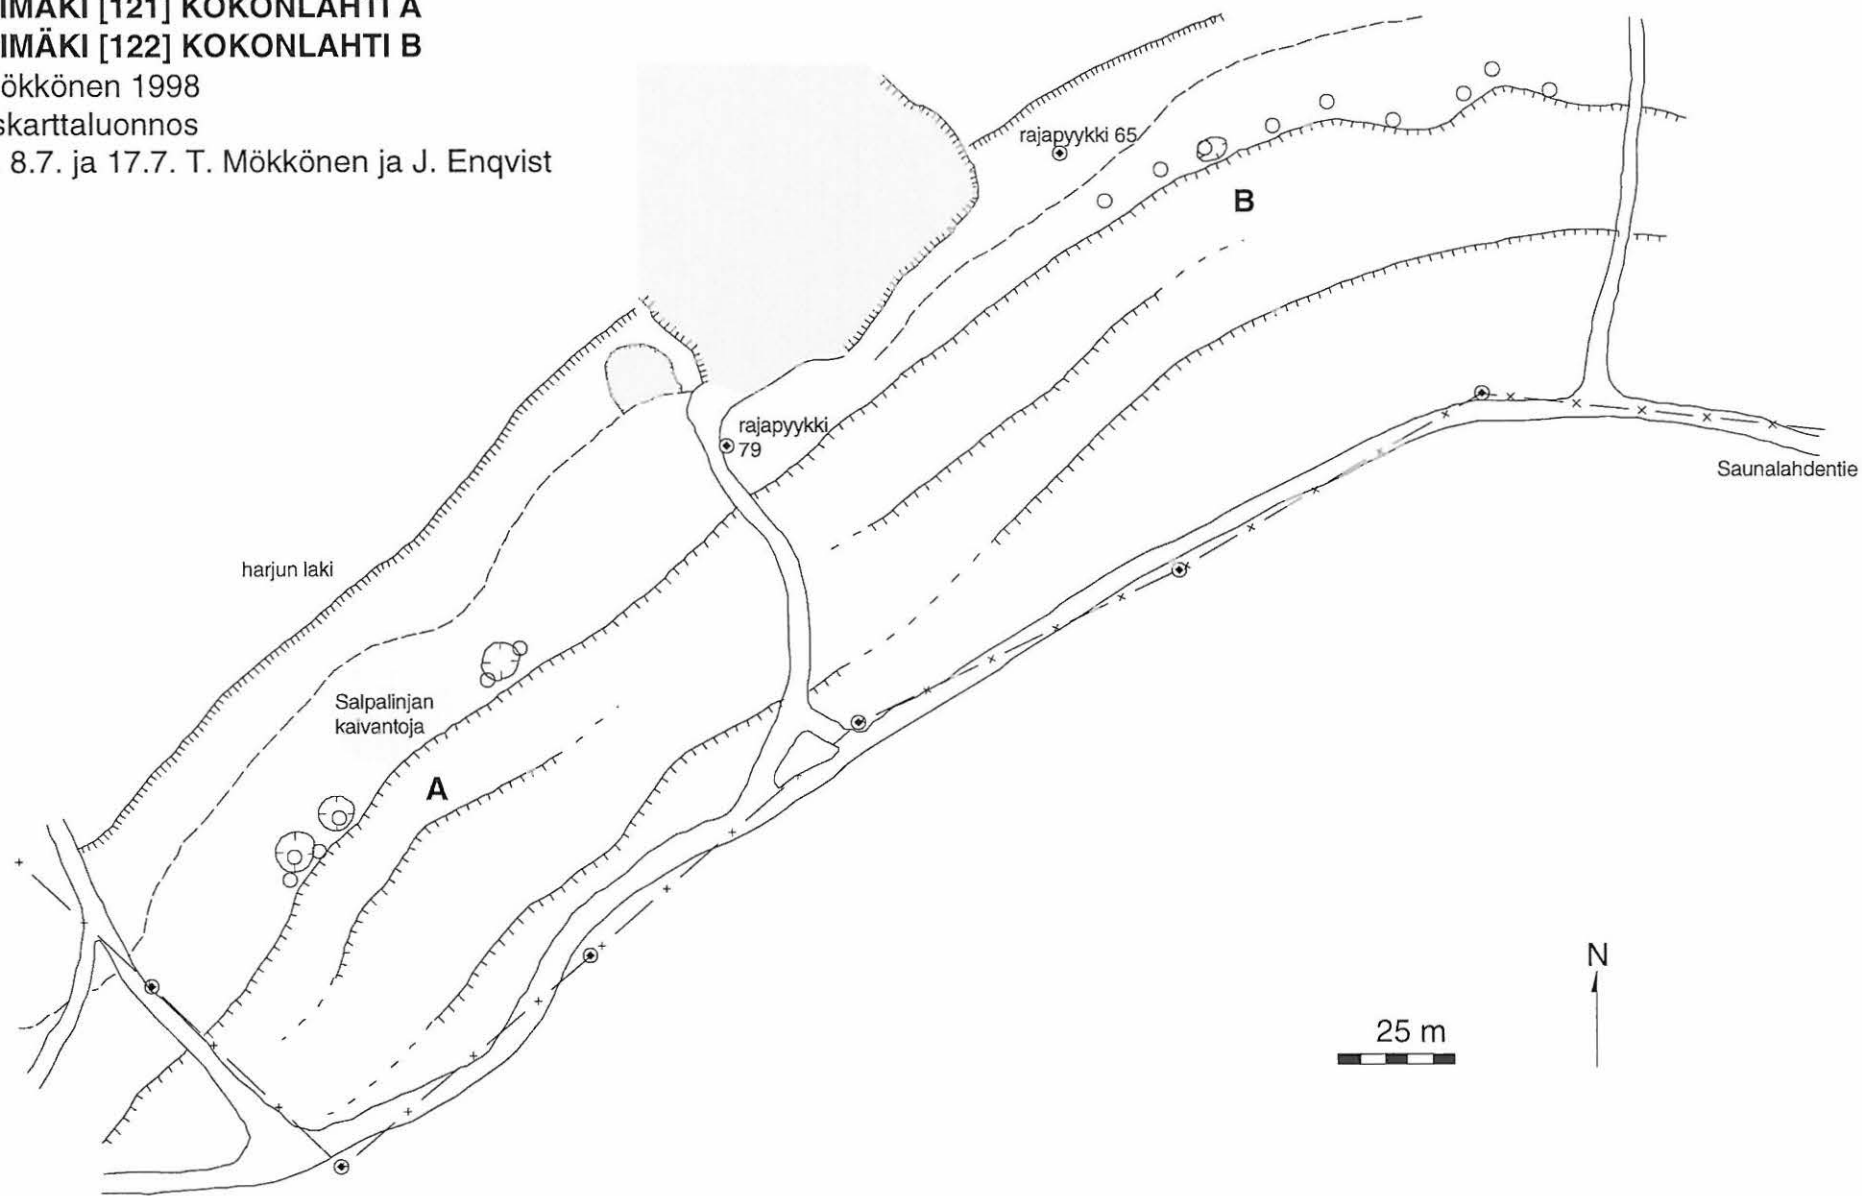 IMÄKI [121] KOKONLAHTI A
IMÄKI [122] KOKONLAHTI B
ökkönen 1998
skarttaluonnos
8.7. ja 17.7. T. Mökkönen ja J. Enqvist
rajapyykki 65
B
rajapyykki
79
Saunalahdentie
harjun laki
Salpalinjan
kaivantoja
A
N
25 m